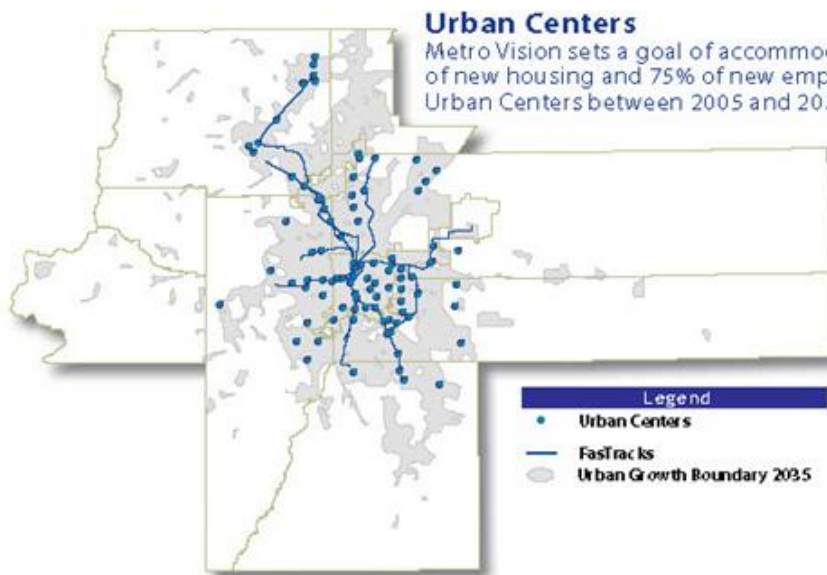 Urban Centers
Metro Vision sets a goal of accommod
of new housing and 75% of new emp
Urban Centers between 2005 and 20
Legend
Urban Centers
FasTracks
Urban Growth Boundary 2035